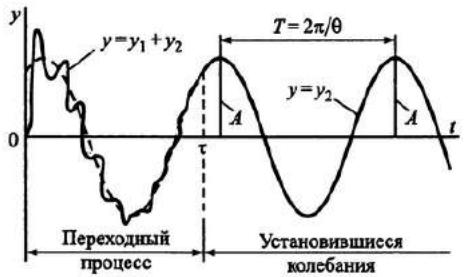 y
T=2π/θ
y=y₁+y₂
y=y₂
A
A
0
τ
t
Переходный
процесс
Установившиеся
колебания